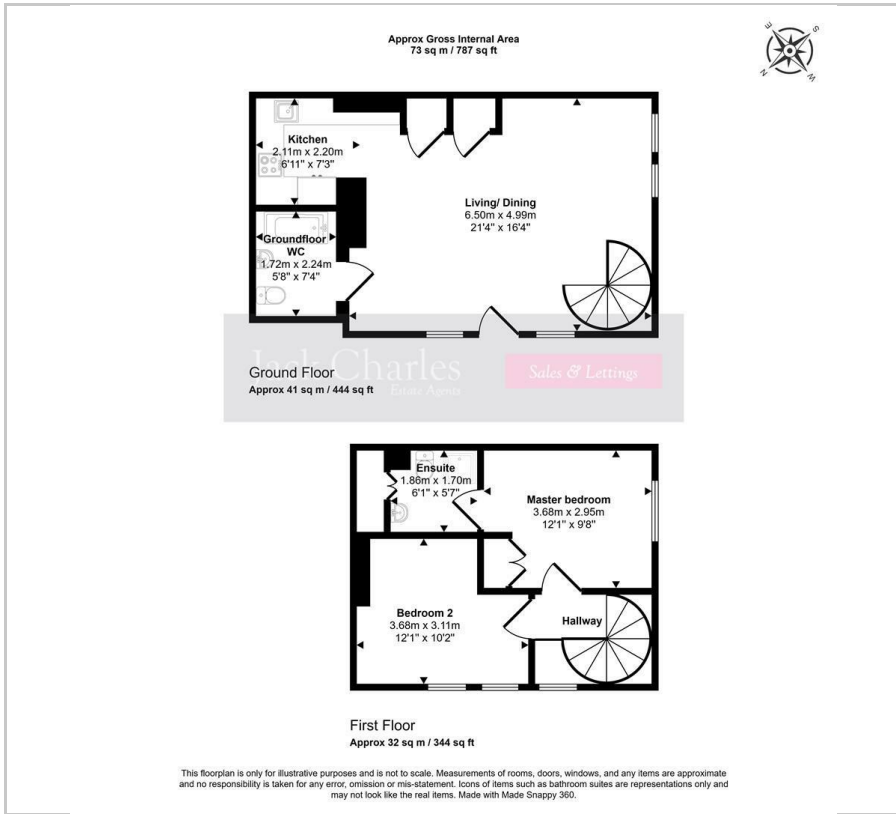 Approx Gross Internal Area
73 sq m / 787 sq ft
E
S
N
W
Kitchen
2.11m x 2.20m
6'11" x 7'3"
Living/ Dining
6.50m x 4.99m
21'4" x 16'4"
Groundfloor
WC
1.72m x 2.24m
5'8" x 7'4"
Jack Charles
Estate Agents
Sales & Lettings
Ground Floor
Approx 41 sq m / 444 sq ft
Ensuite
1.86m x 1.70m
6'1" x 5'7"
Master bedroom
3.68m x 2.95m
12'1" x 9'8"
Bedroom 2
3.68m x 3.11m
12'1" x 10'2"
Hallway
First Floor
Approx 32 sq m / 344 sq ft
This floorplan is only for illustrative purposes and is not to scale. Measurements of rooms, doors, windows, and any items are approximate
and no responsibility is taken for any error, omission or mis-statement. Icons of items such as bathroom suites are representations only and
may not look like the real items. Made with Made Snappy 360.